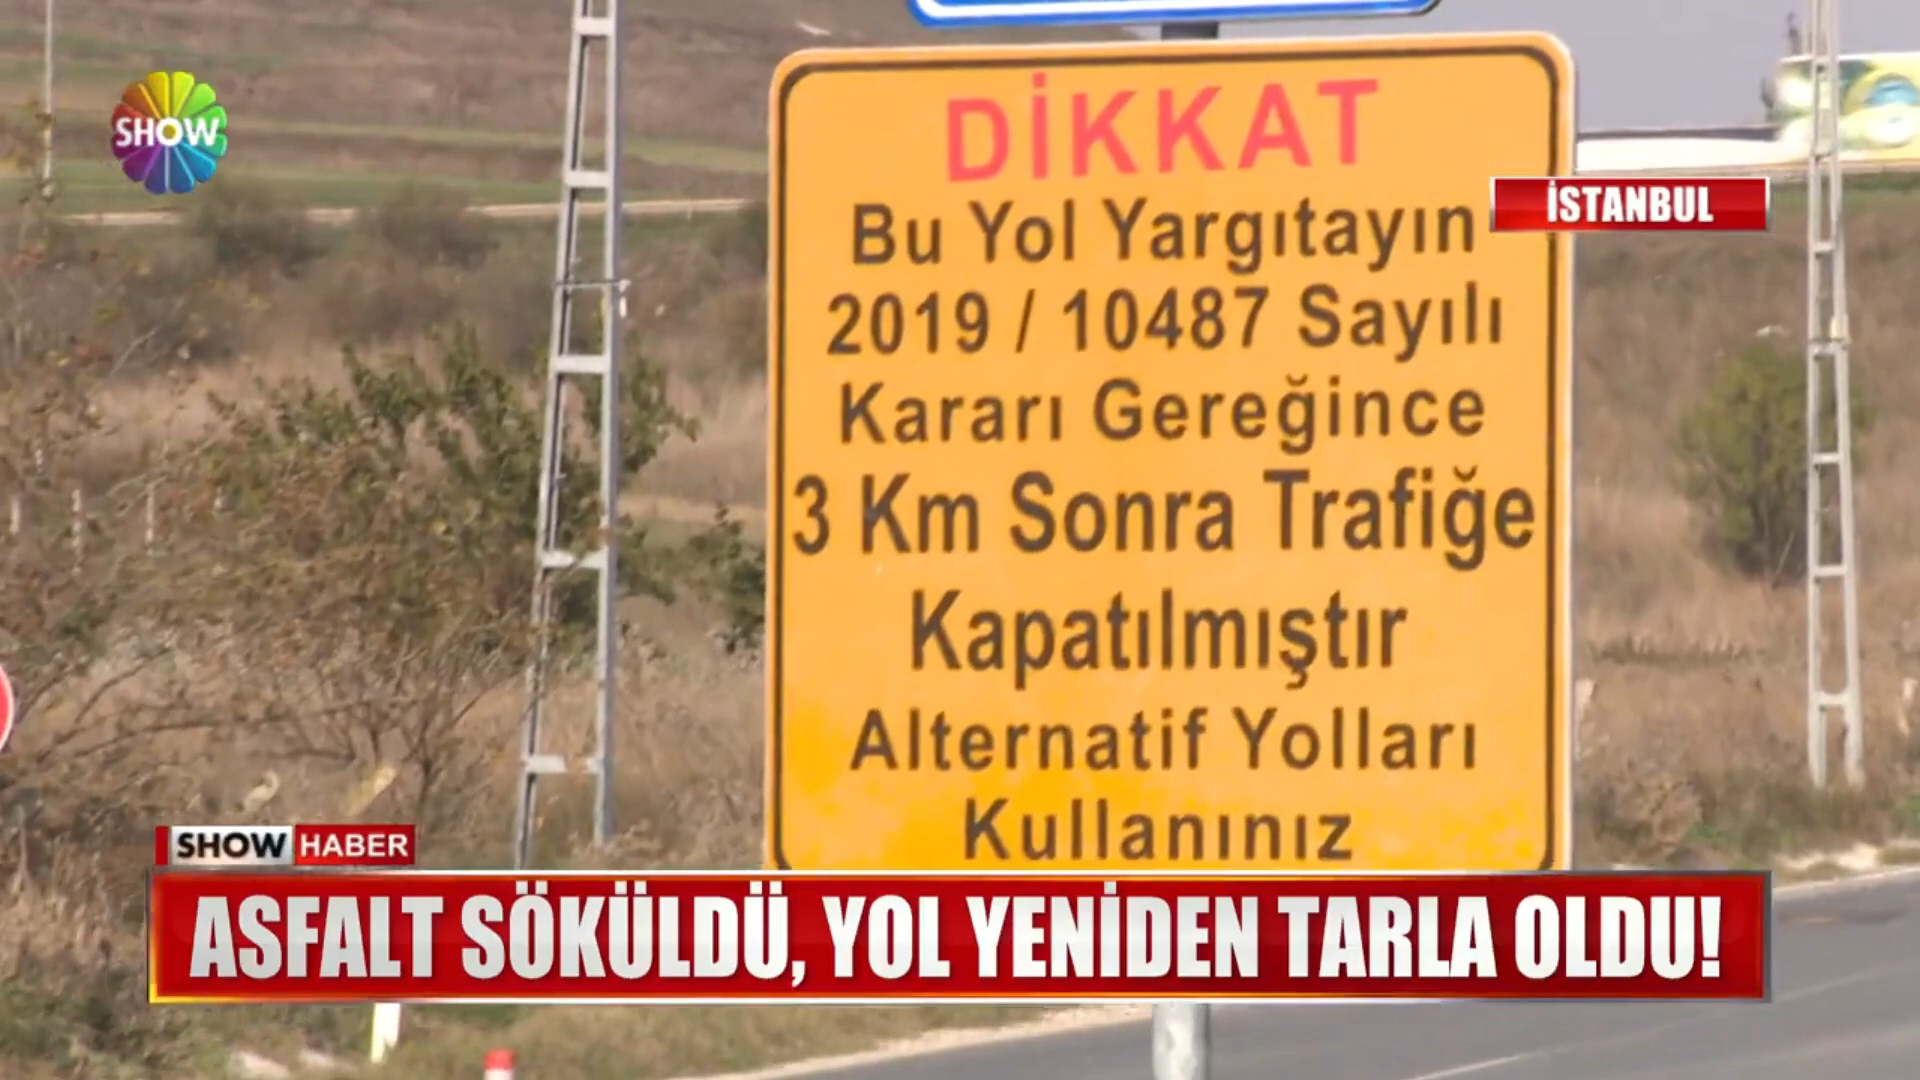 SHOW
DİKKAT
İSTANBUL
Bu Yol Yargıtayın
2019 / 10487 Sayılı
Kararı Gereğince
3 Km Sonra Trafiğe
Kapatılmıştır
Alternatif Yolları
Kullanınız
SHOW HABER
ASFALT SÖKÜLDÜ, YOL YENİDEN TARLA OLDU!